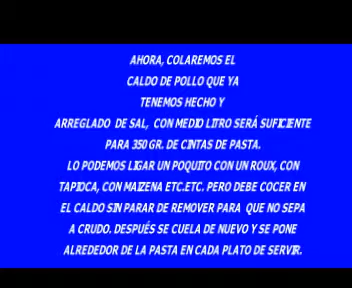 AHORA, COLAREMOS EL
CALDO DE POLLO QUE YA
TENEMOS HECHO Y
ARREGLADO DE SAL, CON MEDIO LITRO SERÁ SUFICIENTE
PARA 350 GR. DE CINTAS DE PASTA.
LO PODEMOS LIGAR UN POQUITO CON UN ROUX, CON
TAPIOCA, CON MAIZENA ETC.ETC. PERO DEBE COCER EN
EL CALDO SIN PARAR DE REMOVER PARA QUE NO SEPA
A CRUDO. DESPUÉS SE CUELA DE NUEVO Y SE PONE
ALREDEDOR DE LA PASTA EN CADA PLATO DE SERVIR.